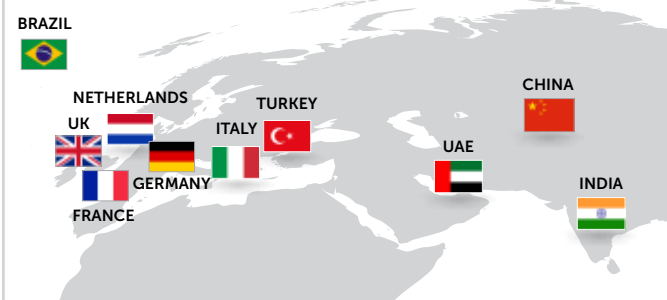 BRAZIL
CHINA
NETHERLANDS
TURKEY
UK
ITALY
UAE
GERMANY
INDIA
FRANCE